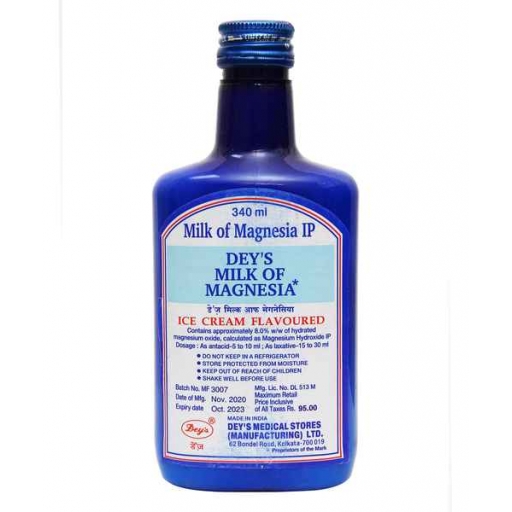 340 ml
Milk of Magnesia IP
DEY'S
MILK OF
MAGNESIA*
डे'ज़ मिल्क आफ मेगनेसिया
ICE CREAM FLAVOURED
Contains approximately 8.0% w/w of hydrated
magnesium oxide, calculated as Magnesium Hydroxide IP
Dosage : As antacid-5 to 10 ml ; As laxative-15 to 30 ml
● DO NOT KEEP IN A REFRIGERATOR
● STORE PROTECTED FROM MOISTURE
● KEEP OUT OF REACH OF CHILDREN
● SHAKE WELL BEFORE USE
Batch No. MF 3007
Date of Mfg. Nov. 2020
Expiry date Oct. 2023
Mfg. Lic. No. DL 513 M
Maximum Retail
Price Inclusive
of All Taxes Rs. 95.00
MADE IN INDIA
Dey's ®
डे'ज़
DEY'S MEDICAL STORES
(MANUFACTURING) LTD.
62 Bondel Road, Kolkata-700 019
* Proprietors of the Mark